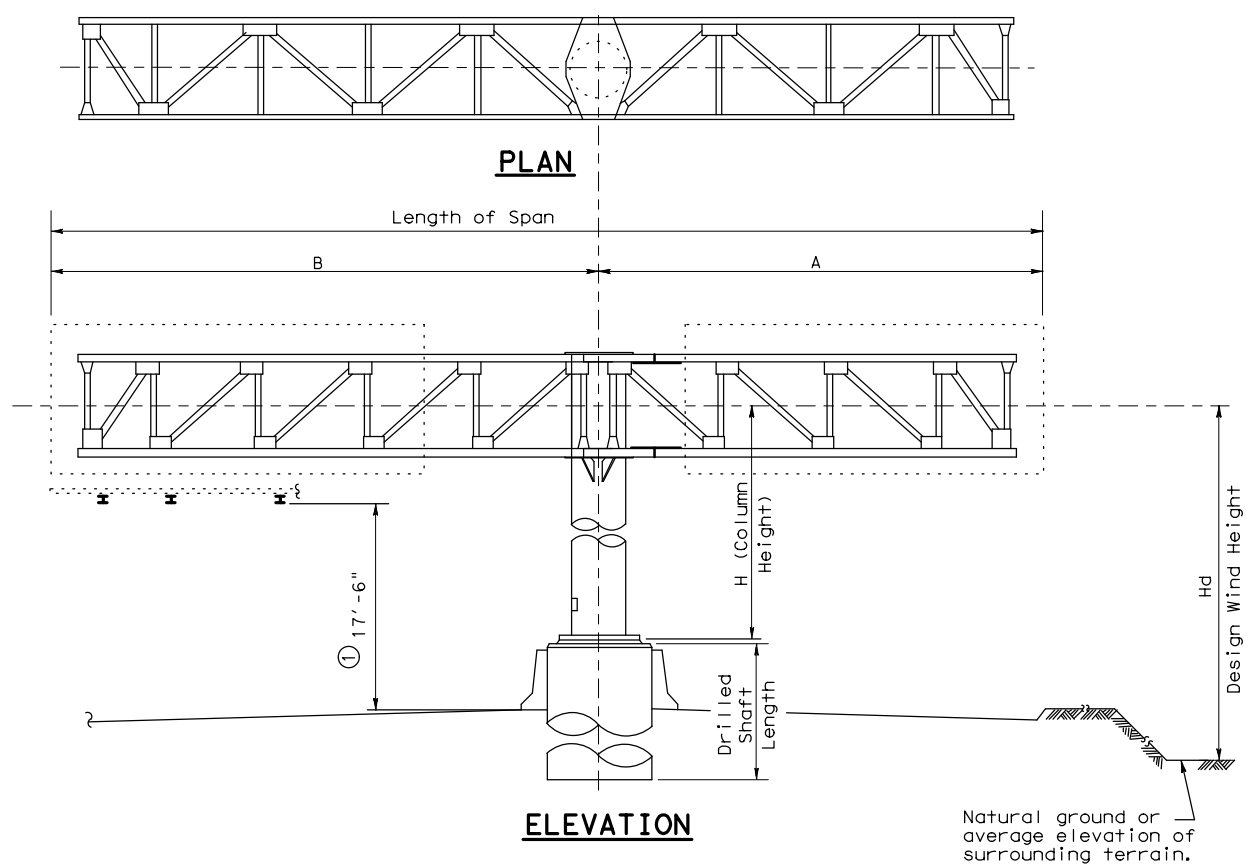 PLAN
Length of Span
B
A
H (Column
Height)
① 17'-6"
Drilled
Shaft
Length
Hd
Design Wind Height
ELEVATION
Natural ground or
average elevation of
surrounding terrain.